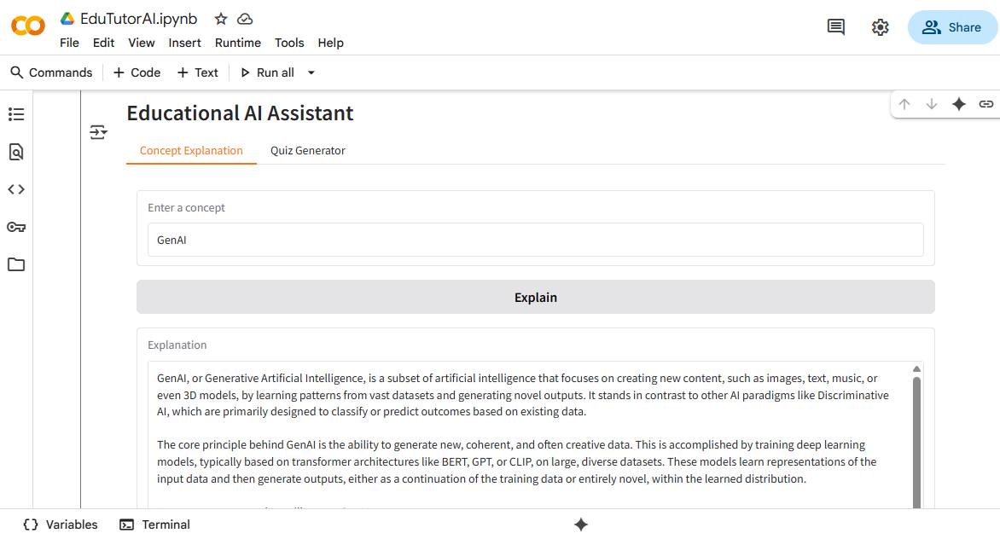 EduTutorAI.ipynb
File Edit View Insert Runtime Tools Help
Share
Commands + Code + Text Run all
Educational AI Assistant
Concept Explanation Quiz Generator
Enter a concept
GenAI
Explain
Explanation
GenAI, or Generative Artificial Intelligence, is a subset of artificial intelligence that focuses on creating new content, such as images, text, music, or
even 3D models, by learning patterns from vast datasets and generating novel outputs. It stands in contrast to other AI paradigms like Discriminative
AI, which are primarily designed to classify or predict outcomes based on existing data.
The core principle behind GenAI is the ability to generate new, coherent, and often creative data. This is accomplished by training deep learning
models, typically based on transformer architectures like BERT, GPT, or CLIP, on large, diverse datasets. These models learn representations of the
input data and then generate outputs, either as a continuation of the training data or entirely novel, within the learned distribution.
Variables Terminal